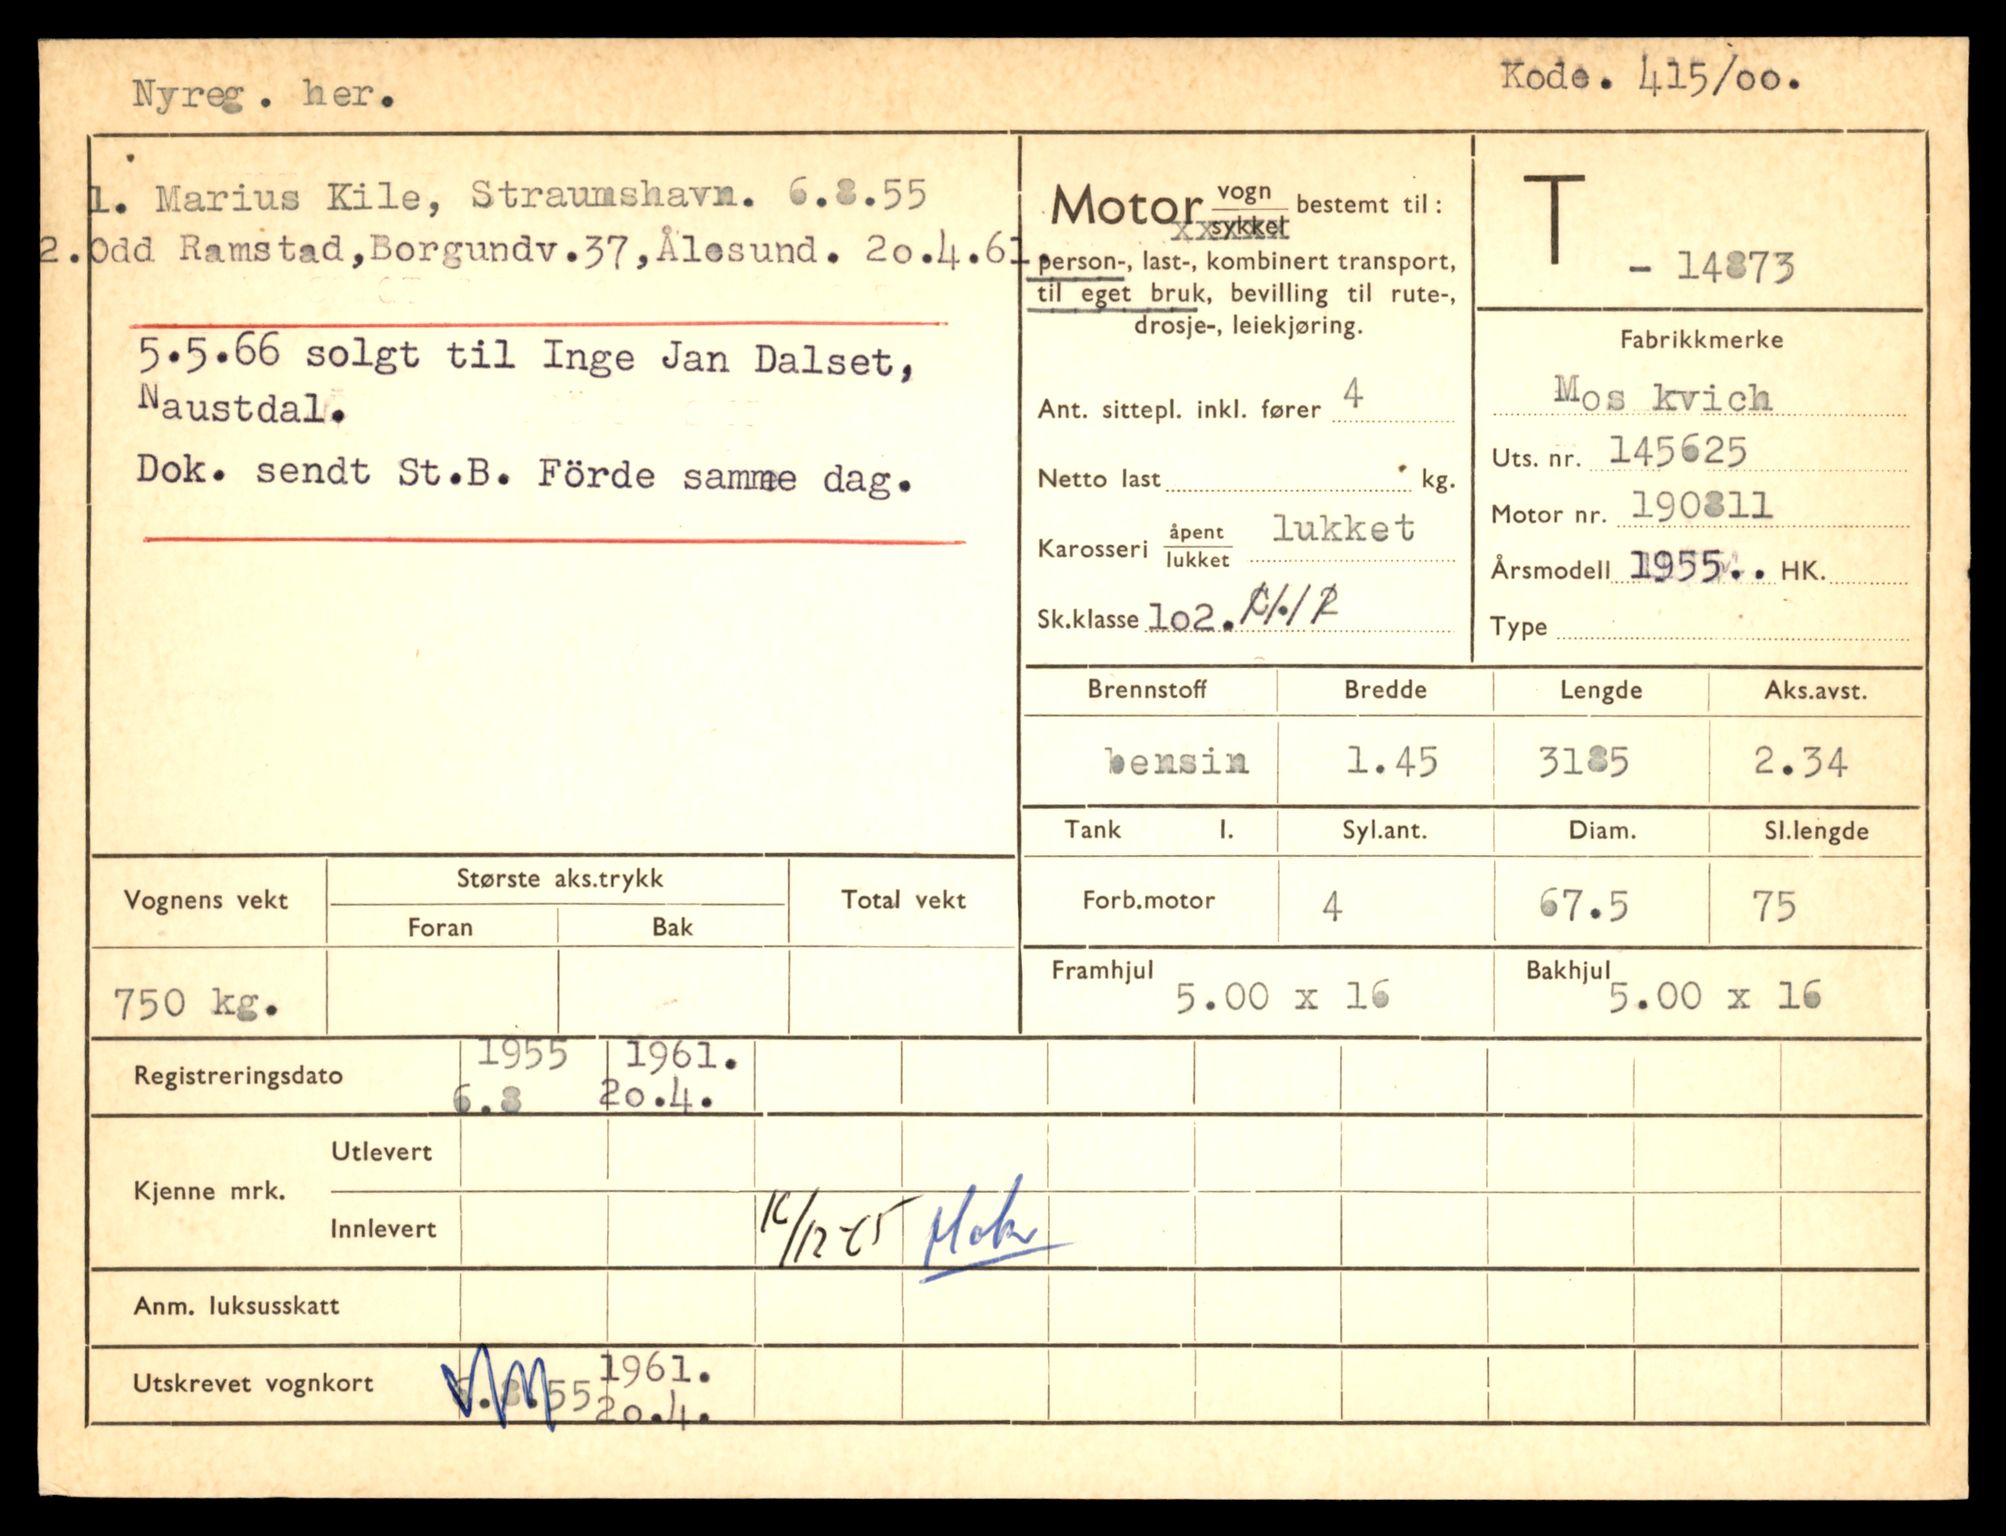 Nyreg. her.
Kode. 415/oo.
1. Marius Kile, Straumshavn. 6.8.55
2.Odd Ramstad,Borgundv.37,Ålesund. 2o.4.61.
5.5.66 solgt til Inge Jan Dalset,
Naustdal.
Dok. sendt St.B. Förde samme dag.
Motor vogn/sykkel bestemt til:
person-, last-, kombinert transport,
til eget bruk, bevilling til rute-,
drosje-, leiekjøring.
Ant. sittepl. inkl. fører 4
Netto last kg.
Karosseri åpent/lukket lukket
Sk.klasse 1o2.
T - 14873
Fabrikkmerke
Mos kvich
Uts. nr. 145625
Motor nr. 190811
Årsmodell 1955. HK.
Type
Brennstoff Bredde Lengde Aks.avst.
bensin 1.45 3185 2.34
Tank l. Syl.ant. Diam. Sl.lengde
Forb.motor 4 67.5 75
Framhjul 5.00 x 16 Bakhjul 5.00 x 16
Vognens vekt Største aks.trykk Total vekt
Foran Bak
750 kg.
Registreringsdato 1955 1961.
6.8 2o.4.
Kjenne mrk. Utlevert
Innlevert
Anm. luksusskatt
Utskrevet vognkort 6.8.55 1961.
2o.4.